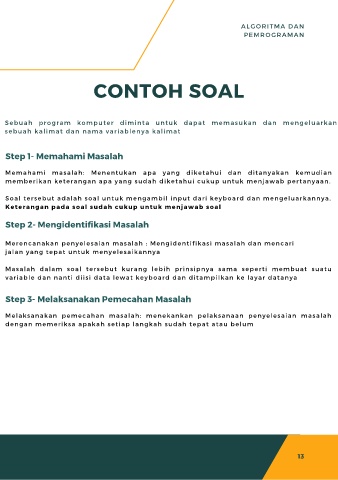 ALGORITMA DAN
PEMROGRAMAN
CONTOH SOAL
Sebuah program komputer diminta untuk dapat memasukan dan mengeluarkan
sebuah kalimat dan nama variablenya kalimat
Step 1- Memahami Masalah
Memahami masalah: Menentukan apa yang diketahui dan ditanyakan kemudian
memberikan keterangan apa yang sudah diketahui cukup untuk menjawab pertanyaan.
Soal tersebut adalah soal untuk mengambil input dari keyboard dan mengeluarkannya.
Keterangan pada soal sudah cukup untuk menjawab soal
Step 2- Mengidentifikasi Masalah
Merencanakan penyelesaian masalah : Mengidentifikasi masalah dan mencari
jalan yang tepat untuk menyelesaikannya
Masalah dalam soal tersebut kurang lebih prinsipnya sama seperti membuat suatu
variable dan nanti diisi data lewat keyboard dan ditampilkan ke layar datanya
Step 3- Melaksanakan Pemecahan Masalah
Melaksanakan pemecahan masalah: menekankan pelaksanaan penyelesaian masalah
dengan memeriksa apakah setiap langkah sudah tepat atau belum
13